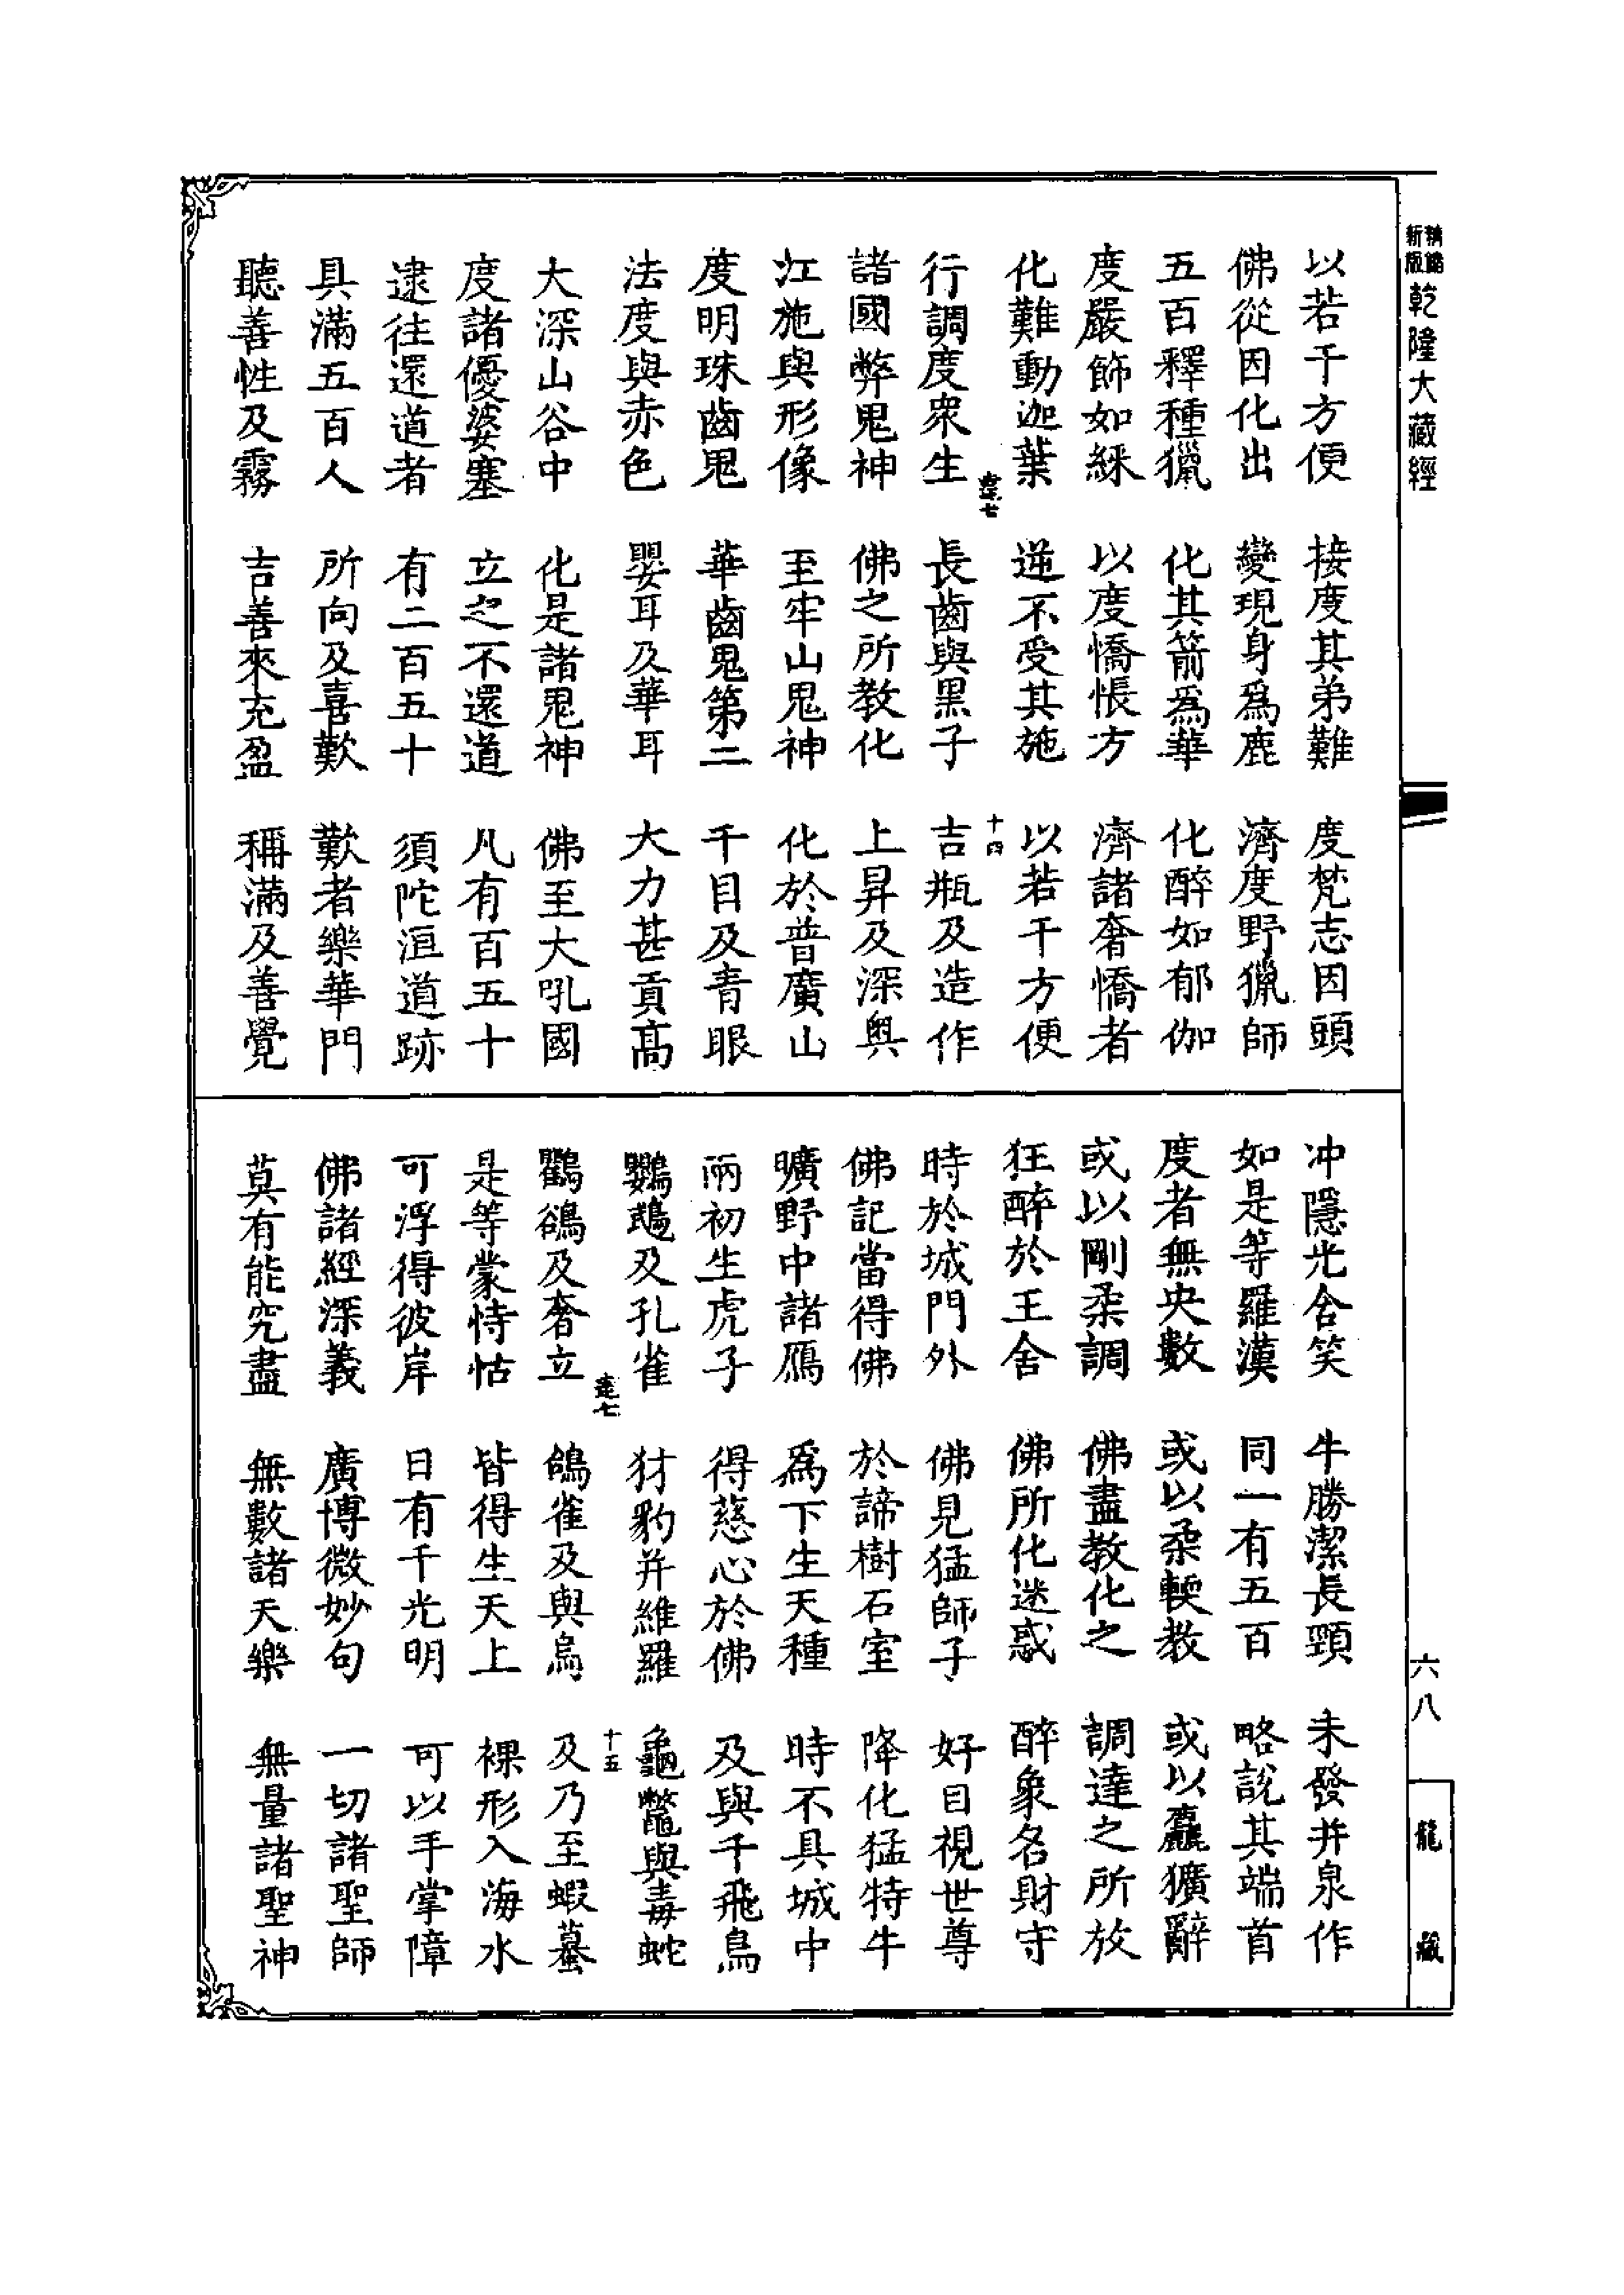 新版 精縮 乾隆大藏經
以若干方便 接度其弟難 度梵志因頭
佛從因化出 變現身為鹿 濟度野獵師
五百釋種獵 化其箭為華 化醉如郁伽
度嚴飾如綵 以度憍悵方 濟諸奢憍者
化難動迦葉 逆不受其施 以若干方便
行調度眾生 長齒與黑子 吉瓶及造作
諸國弊鬼神 佛之所教化 上昇及深輿
江施與形像 至牢山鬼神 化於普廣山
度明珠齒鬼 華齒鬼第二 千目及青眼
法度與赤色 嬰耳及華耳 大力甚貢高
大深山谷中 化是諸鬼神 佛至大吼國
度諸優婆塞 立之不還道 凡有百五十
逮往還道者 有二百五十 須陀洹道跡
具滿五百人 所向及喜歎 歎者樂華門
聽善性及霧 吉善來充盈 稱滿及善覺
冲隱光含笑 牛勝潔長頸 未發并泉作
如是等羅漢 同一有五百 略說其端首
度者無央數 或以柔輭教 或以麤獷辭
或以剛柔調 佛盡教化之 調達之所放
狂醉於王舍 佛所化迷惑 醉象名財守
時於城門外 佛見猛師子 好目視世尊
佛記當得佛 於諦樹石室 降化猛特牛
曠野中諸鴈 為下生天種 時不具城中
兩初生虎子 得慈心於佛 及與千飛鳥
鸚鵡及孔雀 犲豹并維羅 龜鼈與毒蛇
鸜鵒及奢立 鴿雀及與烏 及乃至蝦蟇
是等蒙恃怙 皆得生天上 裸形入海水
可浮得彼岸 日有千光明 可以手掌障
佛諸經深義 廣博微妙句 一切諸聖師
莫有能究盡 無數諸天樂 無量諸聖神
七
十四
七
十五
六八
龍藏